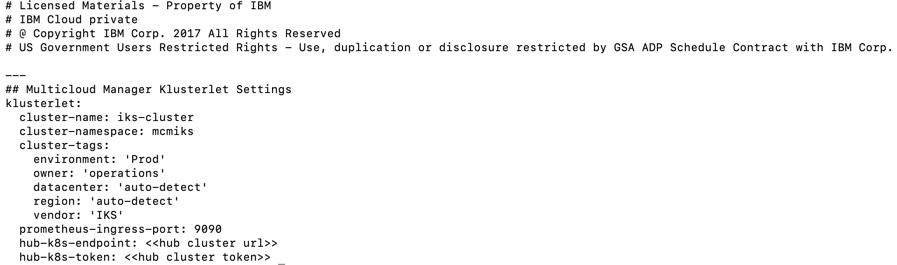 # Licensed Materials - Property of IBM
# IBM Cloud private
# @ Copyright IBM Corp. 2017 All Rights Reserved
# US Government Users Restricted Rights - Use, duplication or disclosure restricted by GSA ADP Schedule Contract with IBM Corp.
---
## Multicloud Manager Klusterlet Settings
klusterlet:
  cluster-name: iks-cluster
  cluster-namespace: mcmiks
  cluster-tags:
    environment: 'Prod'
    owner: 'operations'
    datacenter: 'auto-detect'
    region: 'auto-detect'
    vendor: 'IKS'
  prometheus-ingress-port: 9090
  hub-k8s-endpoint: <<hub cluster url>>
  hub-k8s-token: <<hub cluster token>> _